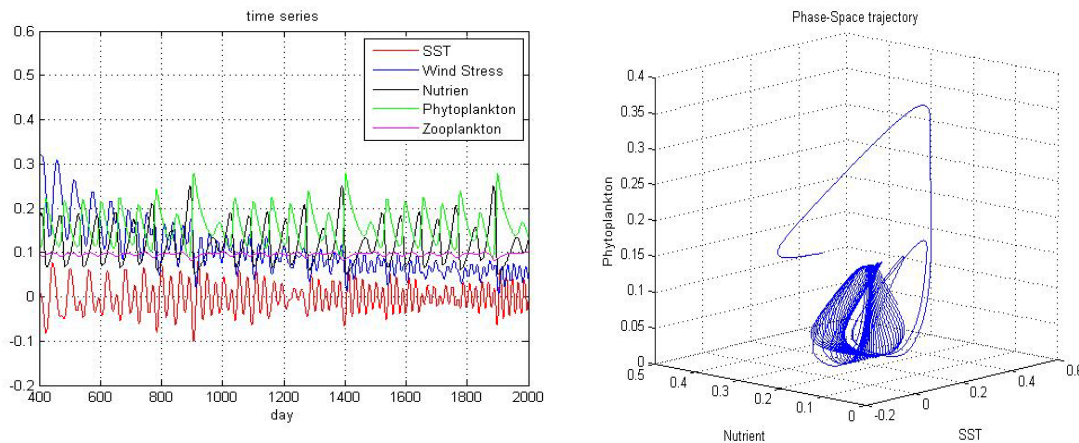 time series
0.6
0.5
0.4
0.3
0.2
0.1
0
-0.1
-0.2
400 600 800 1000 1200 1400 1600 1800 2000
day
SST
Wind Stress
Nutrien
Phytoplankton
Zooplankton
Phase-Space trajectory
0.4
0.35
0.3
0.25
0.2
0.15
0.1
0.05
0
Phytoplankton
0.5 0.4 0.3 0.2 0.1 0
Nutrient
-0.2 0 0.2 0.4 0.6
SST